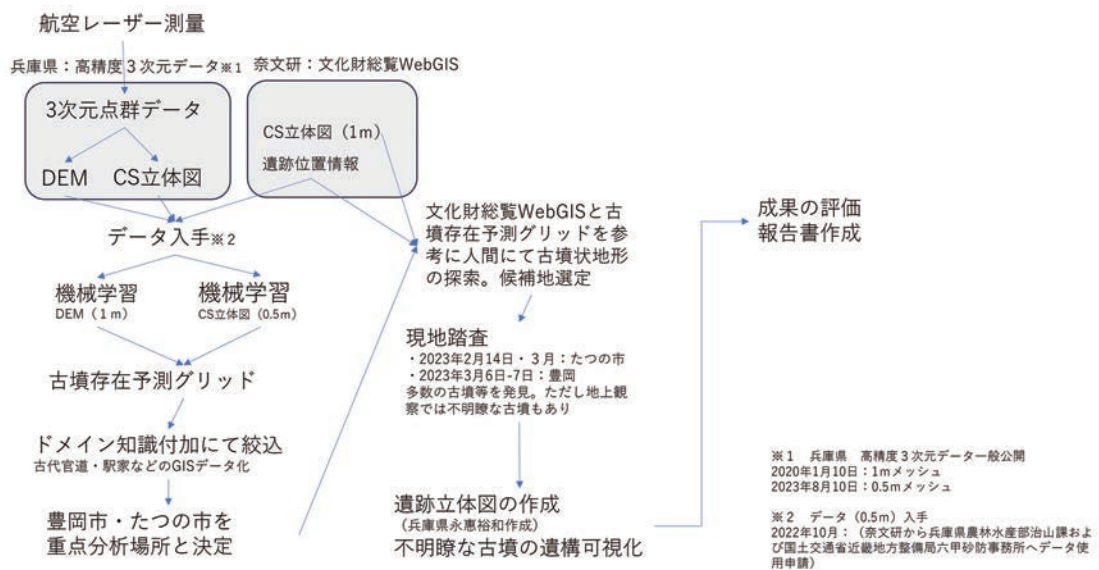 航空レーザー測量
兵庫県：高精度３次元データ※１
奈文研：文化財総覧WebGIS
3次元点群データ
DEM
CS立体図
CS立体図（1m）
遺跡位置情報
データ入手※２
機械学習
DEM（１m）
機械学習
CS立体図（0.5m）
古墳存在予測グリッド
ドメイン知識付加にて絞込
古代官道・駅家などのGISデータ化
豊岡市・たつの市を
重点分析場所と決定
文化財総覧WebGISと古
墳存在予測グリッドを参
考に人間にて古墳状地形
の探索。候補地選定
現地踏査
・2023年2月14日・３月：たつの市
・2023年3月6日-7日：豊岡
多数の古墳等を発見。ただし地上観
察では不明瞭な古墳もあり
遺跡立体図の作成
（兵庫県永惠裕和作成）
不明瞭な古墳の遺構可視化
成果の評価
報告書作成
※１　兵庫県　高精度３次元データ一般公開
2020年1月10日：1mメッシュ
2023年8月10日：0.5mメッシュ
※２　データ（0.5m）入手
2022年10月：（奈文研から兵庫県農林水産部治山課およ
び国土交通省近畿地方整備局六甲砂防事務所へデータ使
用申請）